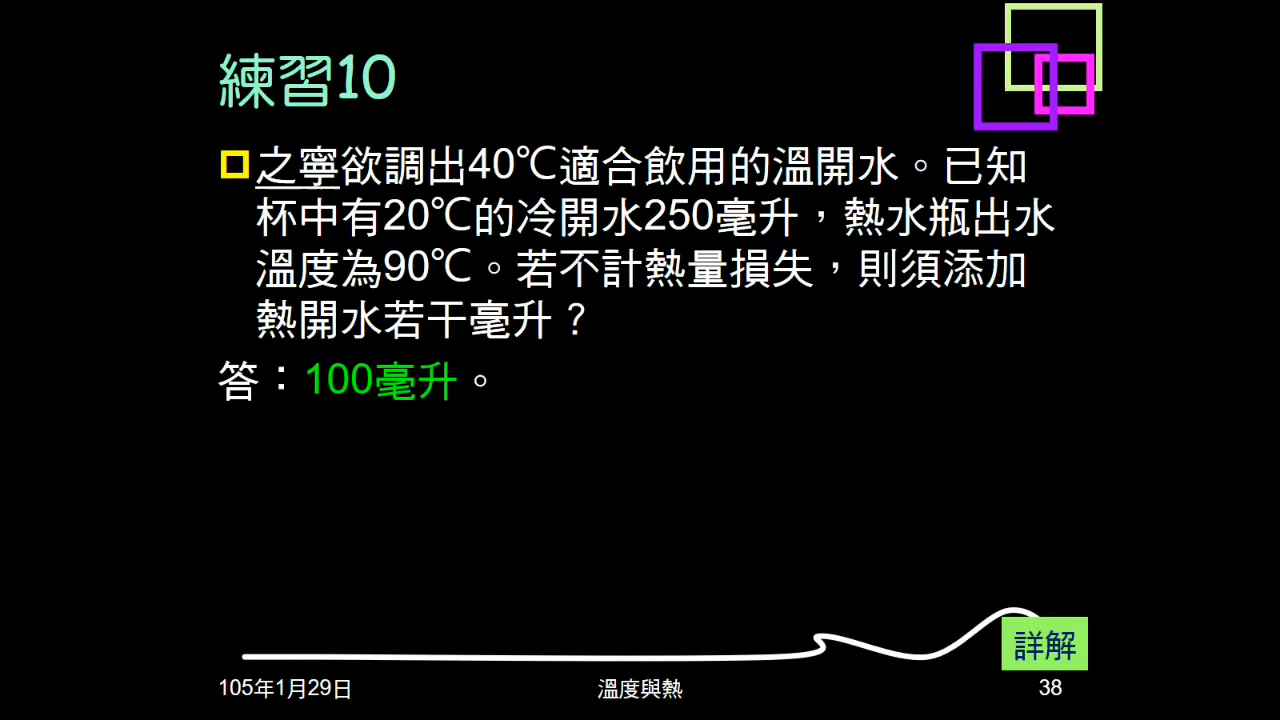 練習10
之寧欲調出40℃適合飲用的溫開水。已知
杯中有20℃的冷開水250毫升，熱水瓶出水
溫度為90℃。若不計熱量損失，則須添加
熱開水若干毫升？
答：100毫升。
詳解
105年1月29日
溫度與熱
38